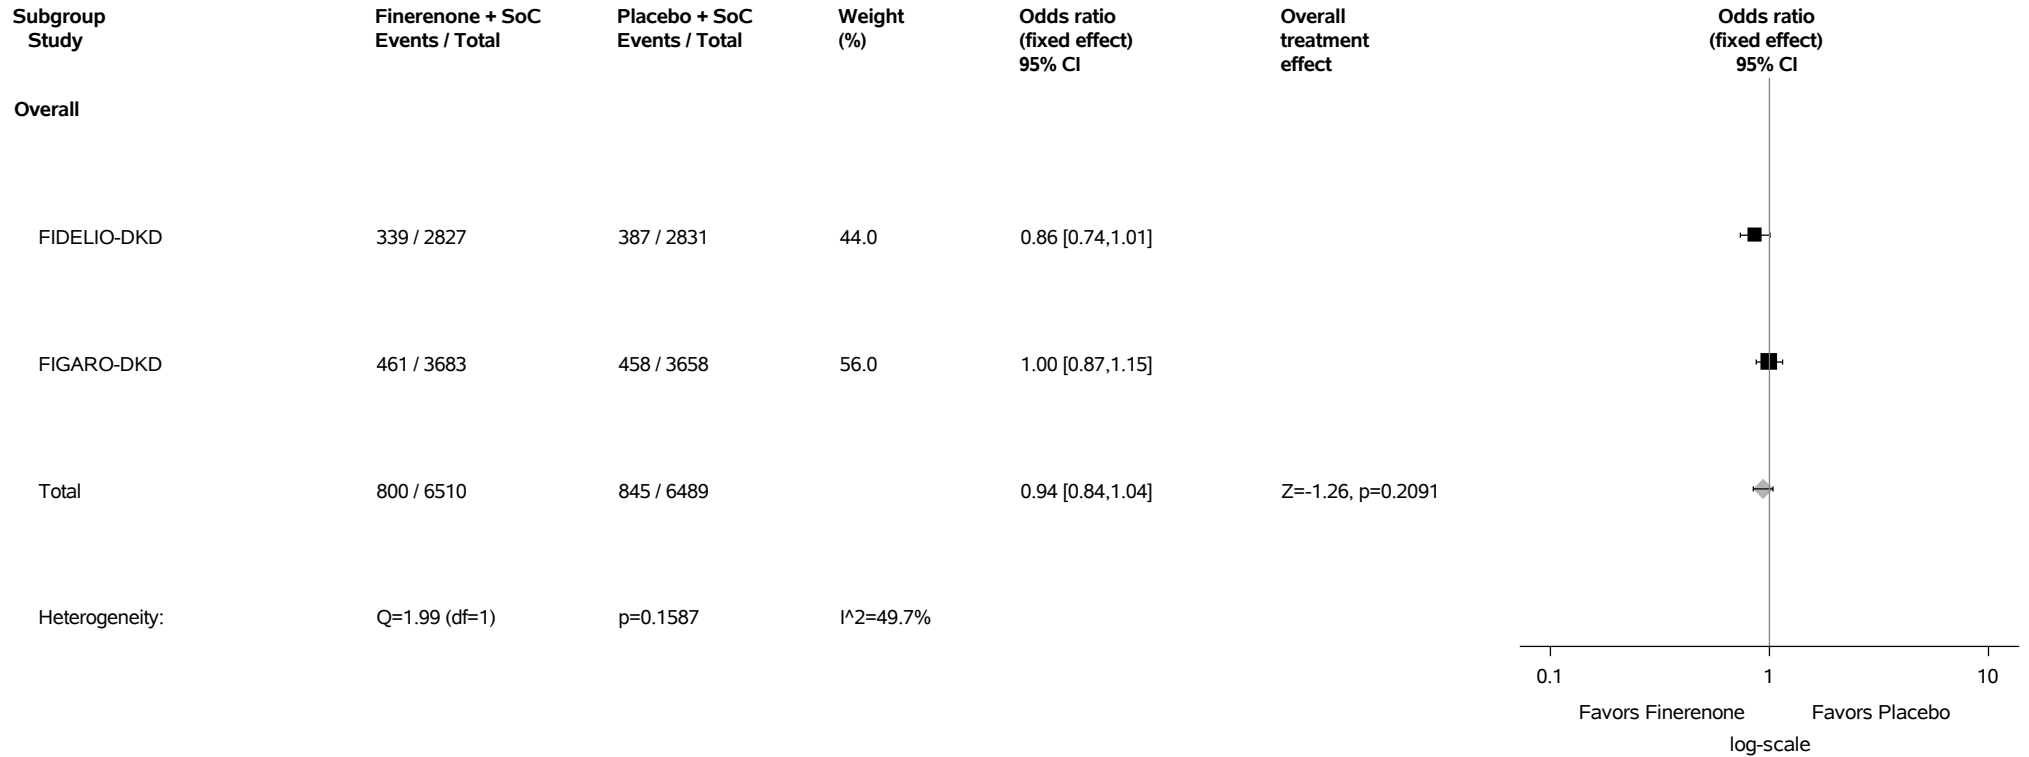 Subgroup Finerenone + SoC Placebo + SoC Weight Odds ratio Overall Odds ratio
Study Events / Total Events / Total (%) (fixed effect) treatment (fixed effect)
95% CI effect 95% CI
Overall
FIDELIO-DKD 339 / 2827 387 / 2831 44.0 0.86 [0.74,1.01]
FIGARO-DKD 461 / 3683 458 / 3658 56.0 1.00 [0.87,1.15]
Total 800 / 6510 845 / 6489 0.94 [0.84,1.04] Z=-1.26, p=0.2091
Heterogeneity: Q=1.99 (df=1) p=0.1587 I^2=49.7%
0.1 1 10
Favors Finerenone Favors Placebo
log-scale